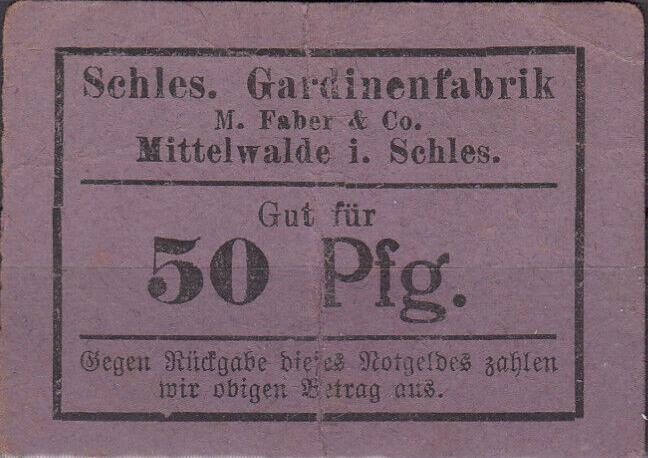 Schles. Gardinenfabrik
M. Faber & Co.
Mittelwalde i. Schles.
Gut für
50 Pfg.
Gegen Rückgabe dieses Notgeldes zahlen
wir obigen Betrag aus.